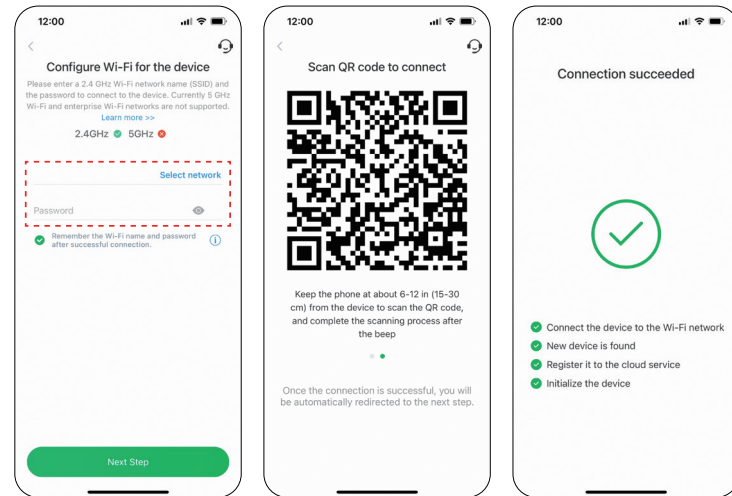 12:00
Configure Wi-Fi for the device
Please enter a 2.4 GHz Wi-Fi network name (SSID) and
the password to connect to the device. Currently 5 GHz
Wi-Fi and enterprise Wi-Fi networks are not supported.
Learn more >>
2.4GHz 5GHz
Select network
Password
Remember the Wi-Fi name and password
after successful connection.
Next Step
12:00
Scan QR code to connect
Keep the phone at about 6-12 in (15-30
cm) from the device to scan the QR code,
and complete the scanning process after
the beep
Once the connection is successful, you will
be automatically redirected to the next step.
12:00
Connection succeeded
Connect the device to the Wi-Fi network
New device is found
Register it to the cloud service
Initialize the device